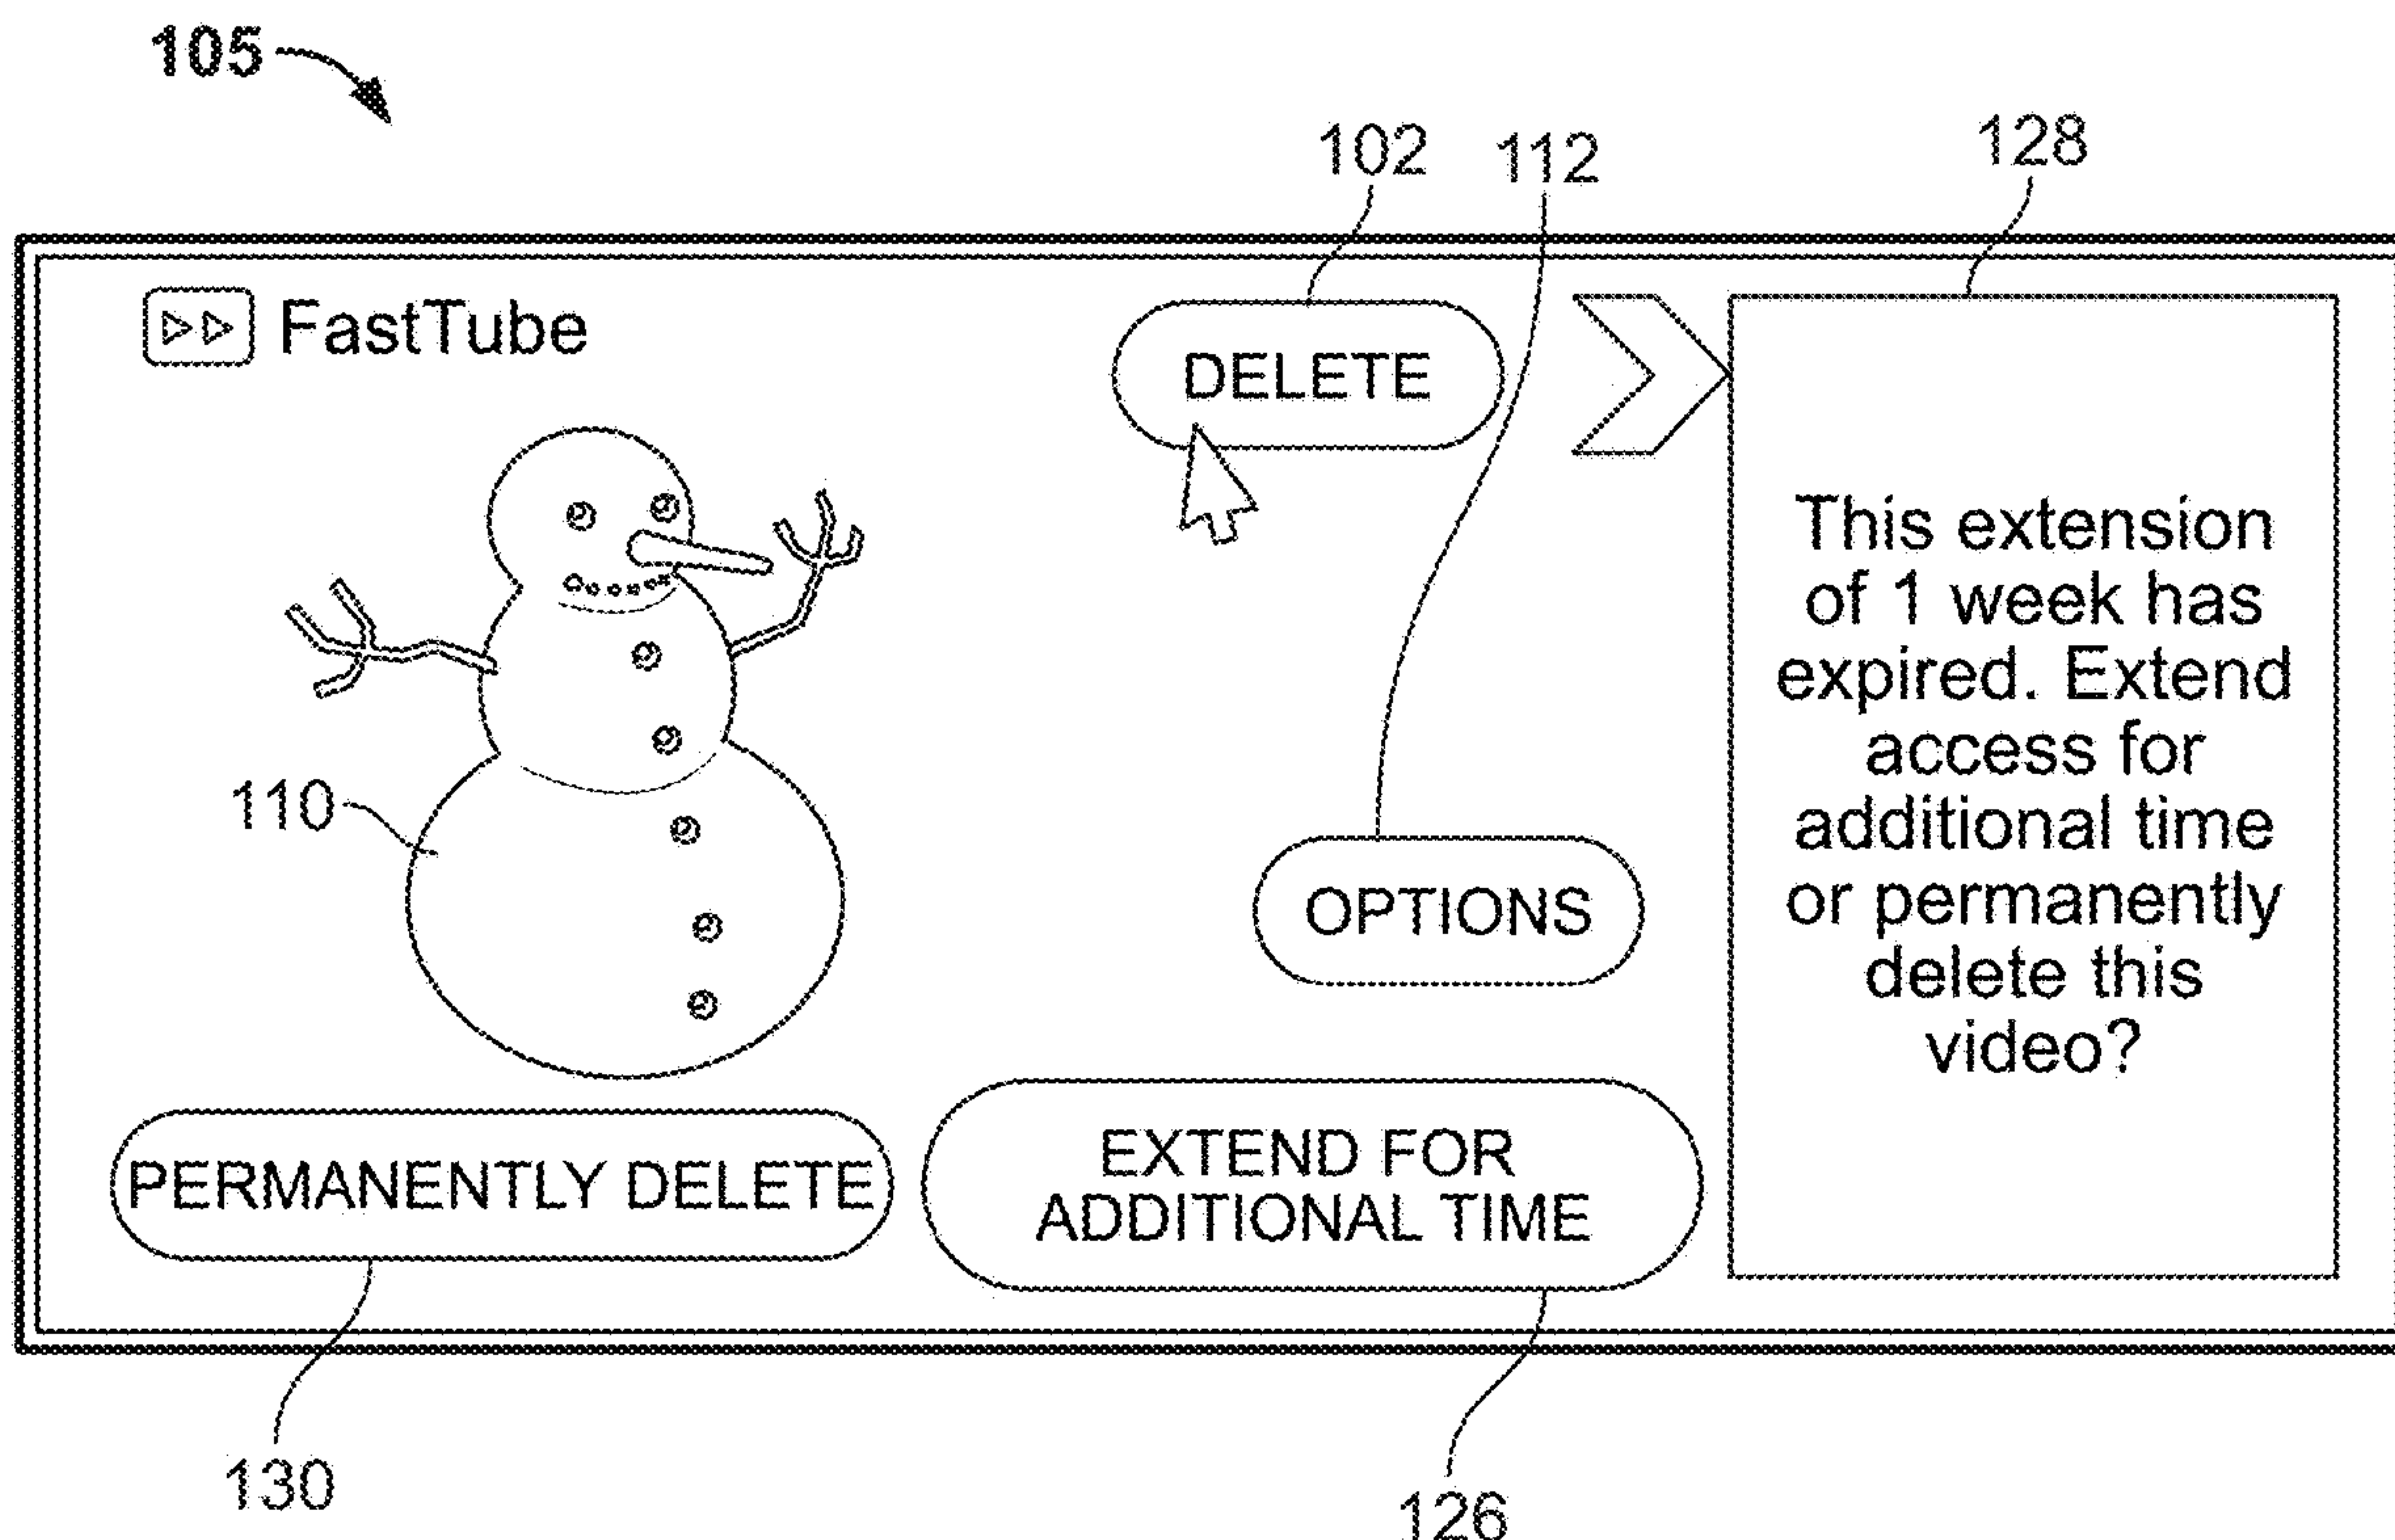 105
102
112
128
FastTube
DELETE
This extension
of 1 week has
expired. Extend
access for
additional time
or permanently
delete this
video?
110
OPTIONS
PERMANENTLY DELETE
EXTEND FOR
ADDITIONAL TIME
130
126